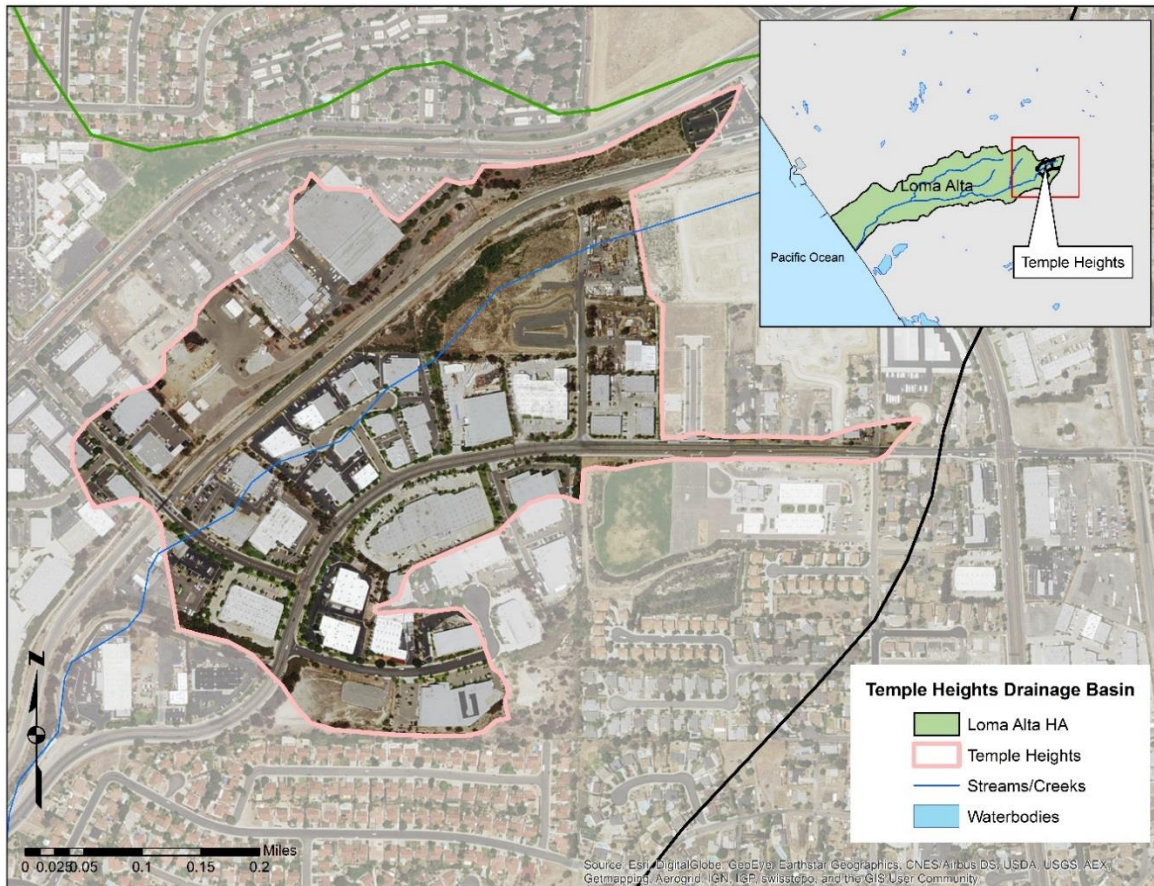 Loma Alta
Pacific Ocean
Temple Heights
Temple Heights Drainage Basin
Loma Alta HA
Temple Heights
Streams/Creeks
Waterbodies
N
Miles
0 0.025 0.05 0.1 0.2
Source: Esri, DigitalGlobe, GeoEye, Earthstar Geographics, CNES/Airbus DS, USDA, USGS, AEX,
Getmapping, Aerogrid, IGN, IGP, swisstopo, and the GIS User Community